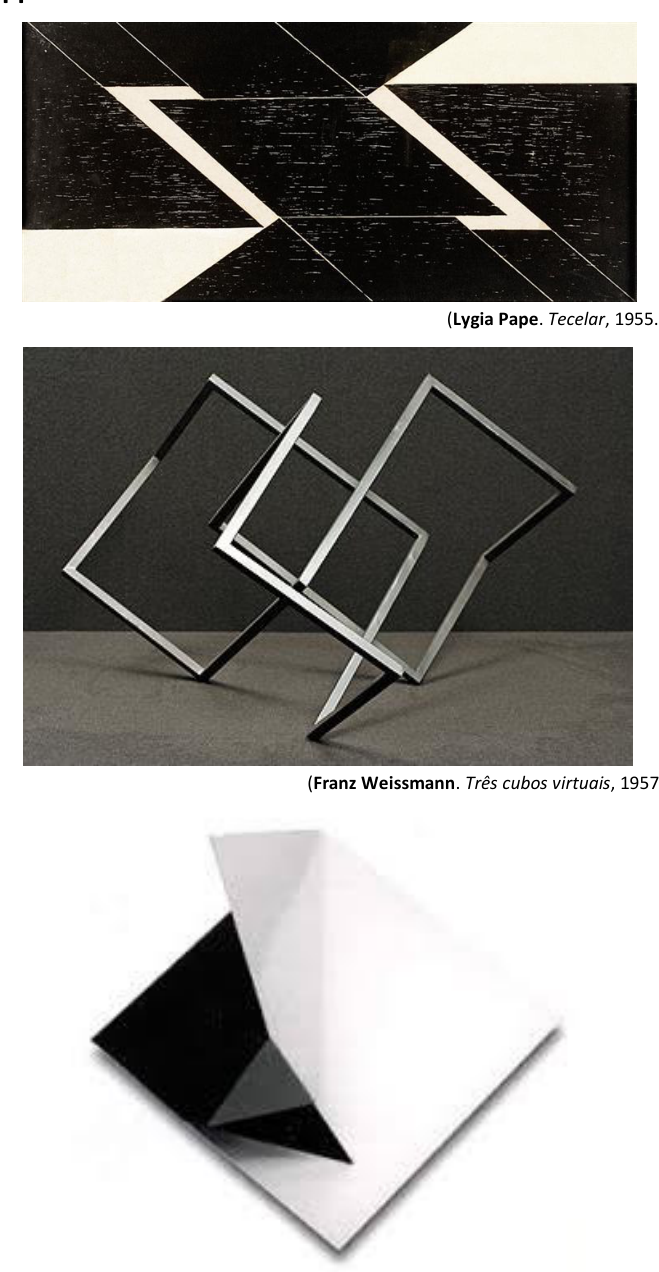 (Lygia Pape. Tecelar, 1955.
(Franz Weissmann. Três cubos virtuais, 1957